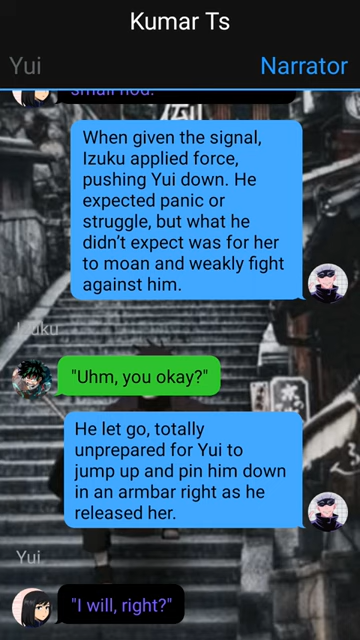 Kumar Ts
Yui
Narrator
small nod.
When given the signal,
Izuku applied force,
pushing Yui down. He
expected panic or
struggle, but what he
didn't expect was for her
to moan and weakly fight
against him.
Izuku
"Uhm, you okay?"
He let go, totally
unprepared for Yui to
jump up and pin him down
in an armbar right as he
released her.
Yui
"I will, right?"